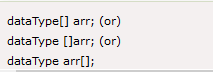 dataType[] arr; (or)
dataType []arr; (or)
dataType arr[];